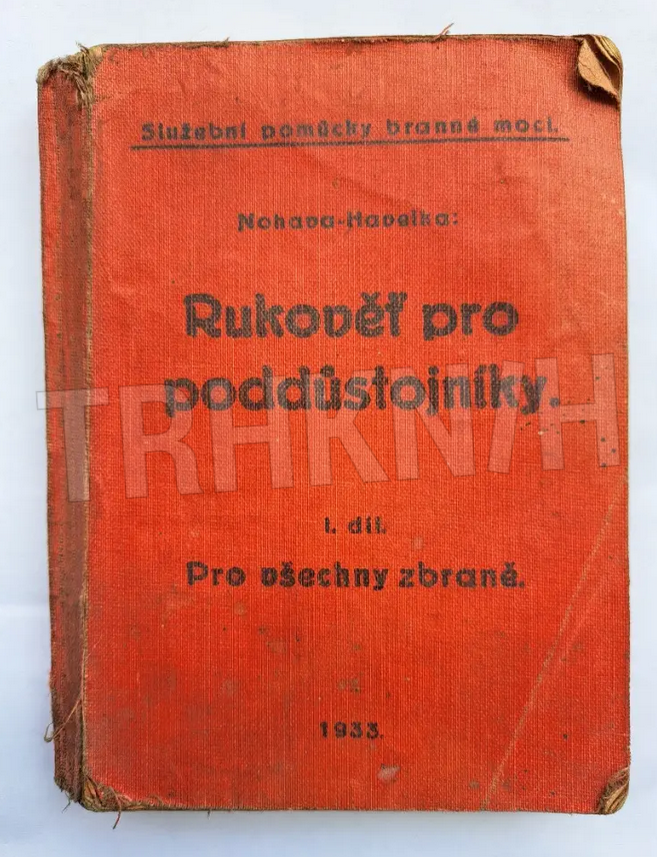 Služební pomůcky branné moci.
Nohava-Havelka:
Rukověť pro
poddůstojníky.
TRHKNIH
I. díl.
Pro všechny zbraně.
1933.